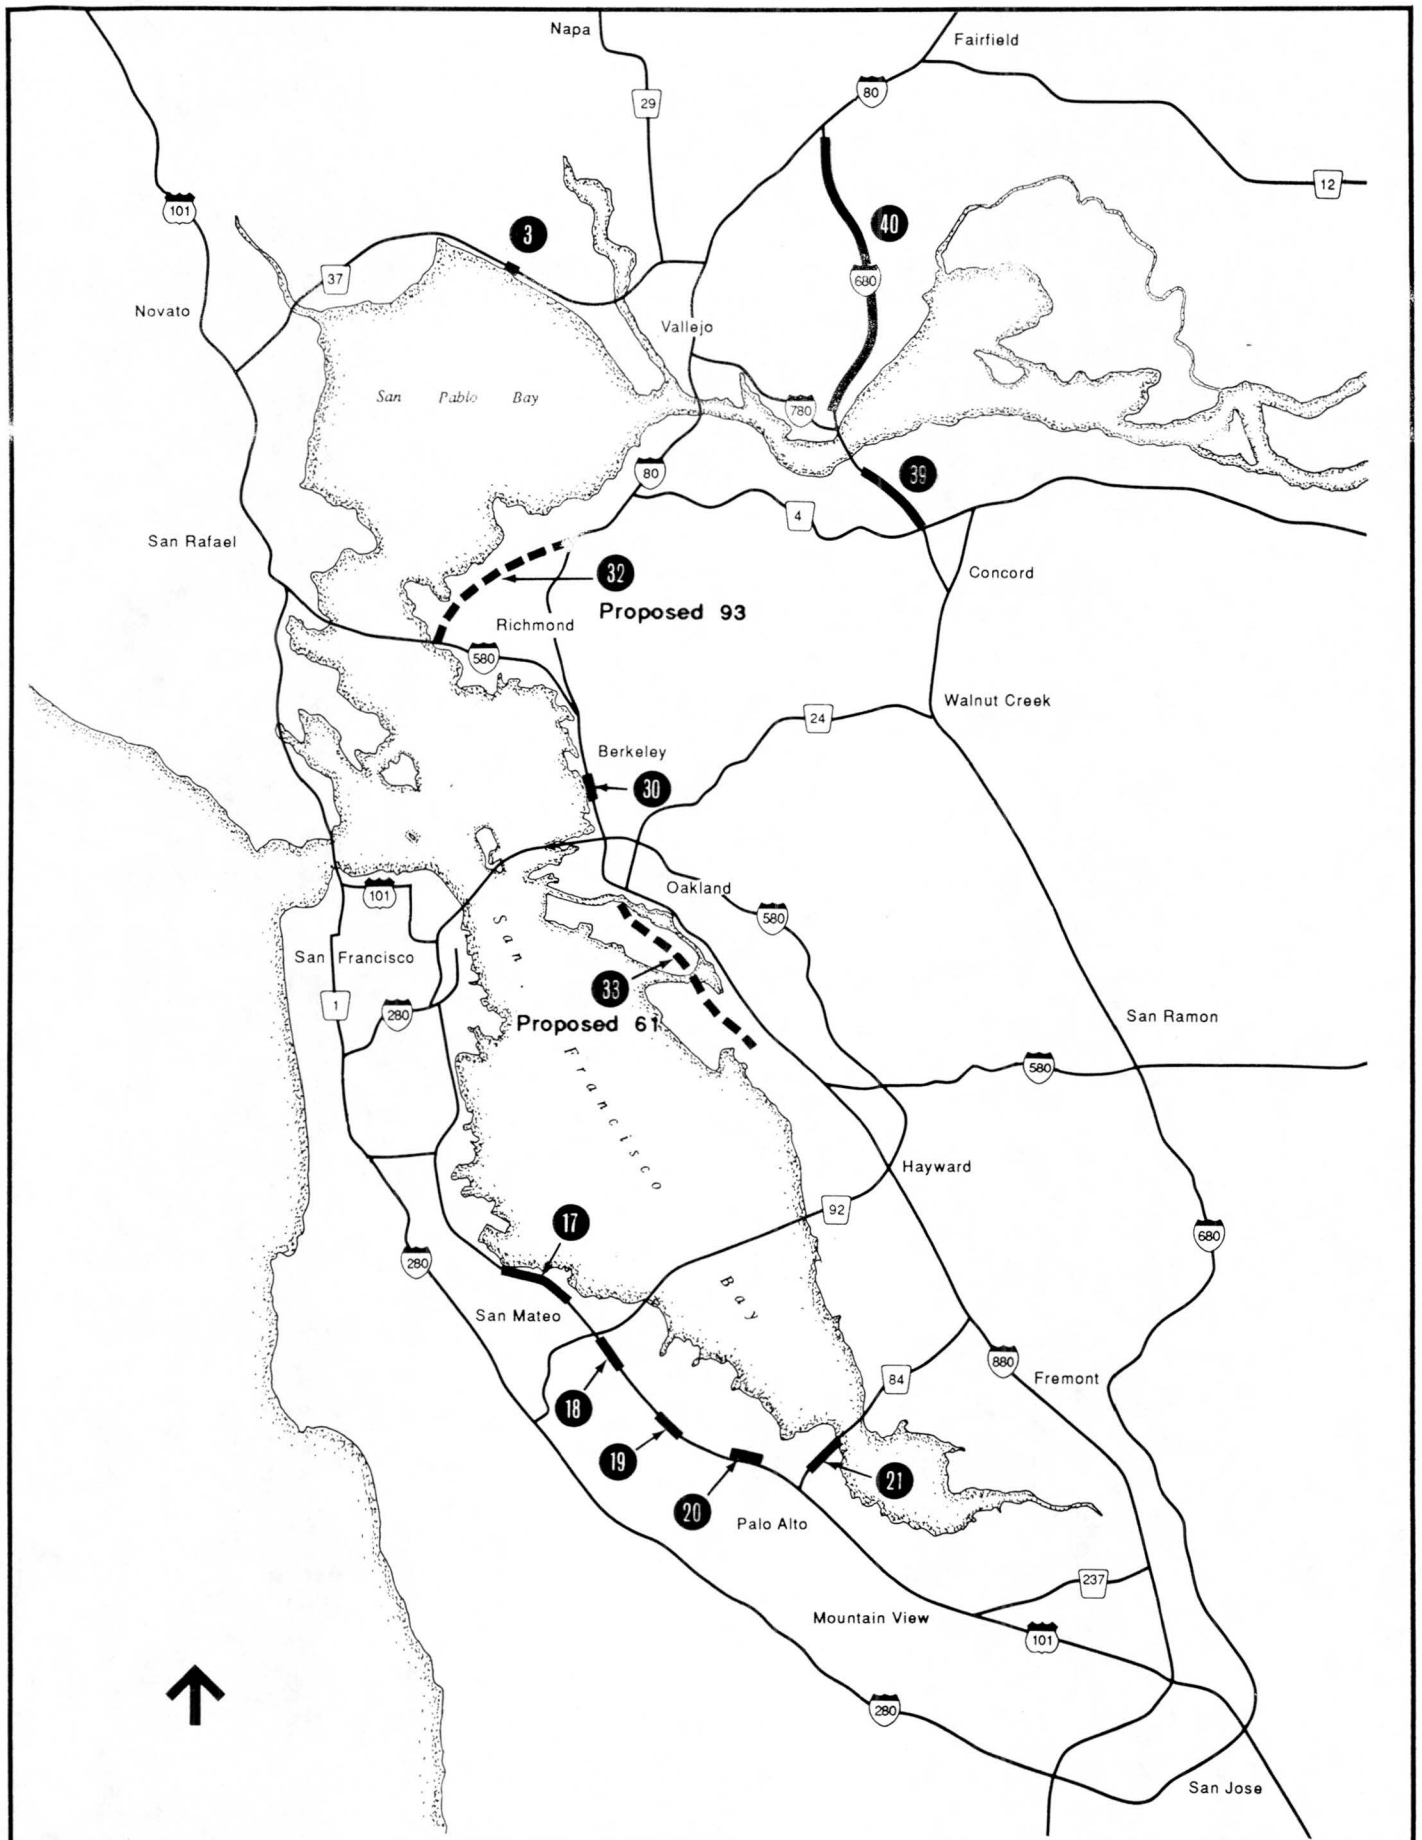 Napa
Fairfield
80
29
12
101
3
40
37
680
Novato
Vallejo
San Pablo Bay
780
80
39
4
San Rafael
32
Concord
Proposed 93
Richmond
580
Walnut Creek
24
Berkeley
30
Oakland
101
580
San Francisco
33
1
280
Proposed 61
San Ramon
580
San Francisco Bay
Hayward
92
17
680
280
San Mateo
880
84
Fremont
18
19
21
20
Palo Alto
237
Mountain View
101
280
San Jose